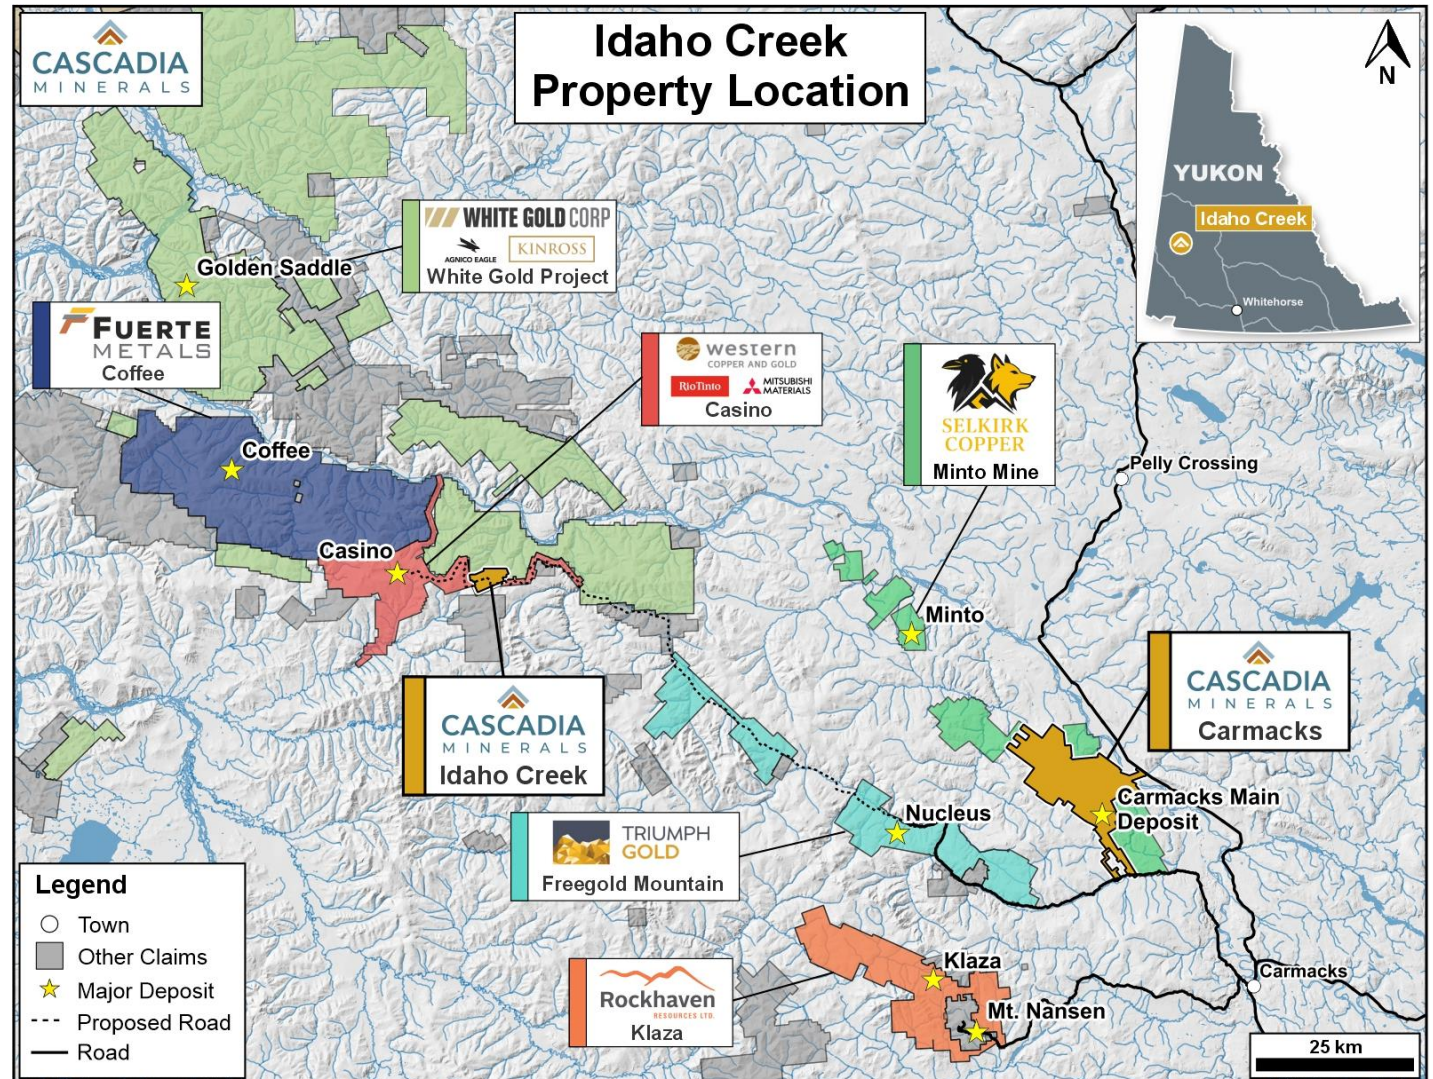 CASCADIA
MINERALS
Idaho Creek
Property Location
N
YUKON
Idaho Creek
Whitehorse
WHITE GOLD CORP
AGNICO EAGLE
KINROSS
White Gold Project
Golden Saddle
FUERTE
METALS
Coffee
western
COPPER AND GOLD
RioTinto
MITSUBISHI
MATERIALS
Casino
SELKIRK
COPPER
Minto Mine
Coffee
Pelly Crossing
Casino
Minto
CASCADIA
MINERALS
Carmacks
CASCADIA
MINERALS
Idaho Creek
Carmacks Main
Deposit
Nucleus
TRIUMPH
GOLD
Freegold Mountain
Legend
Town
Other Claims
Major Deposit
Proposed Road
Road
Rockhaven
RESOURCES LTD.
Klaza
Klaza
Mt. Nansen
Carmacks
25 km